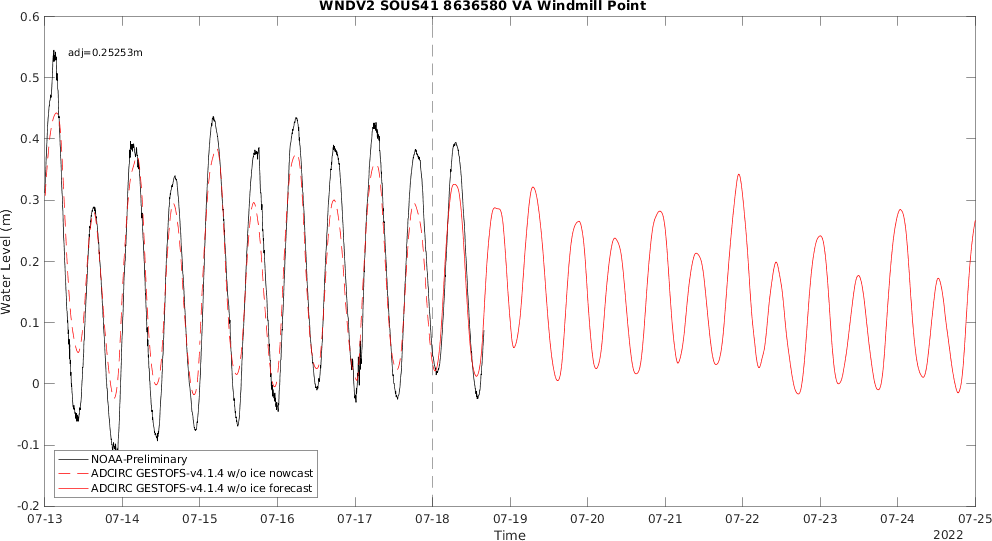 WNDV2 SOUS41 8636580 VA Windmill Point
adj=0.25253m
Water Level (m)
0.6
0.5
0.4
0.3
0.2
0.1
0
-0.1
-0.2
NOAA-Preliminary
ADCIRC GESTOFS-v4.1.4 w/o ice nowcast
ADCIRC GESTOFS-v4.1.4 w/o ice forecast
07-13 07-14 07-15 07-16 07-17 07-18 07-19 07-20 07-21 07-22 07-23 07-24 07-25
Time
2022